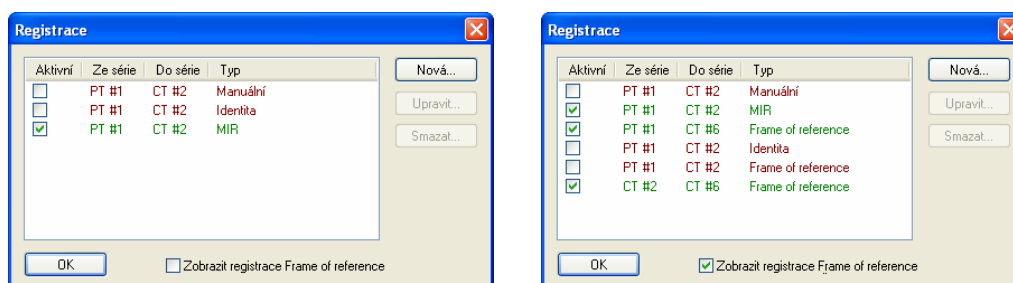 Registrace
Aktivní Ze série Do série Typ
PT #1 CT #2 Manuální
PT #1 CT #2 Identita
PT #1 CT #2 MIR
Nová...
Upravit...
Smazat...
OK
Zobrazit registrace Frame of reference
Registrace
Aktivní Ze série Do série Typ
PT #1 CT #2 Manuální
PT #1 CT #2 MIR
PT #1 CT #6 Frame of reference
PT #1 CT #2 Identita
PT #1 CT #2 Frame of reference
CT #2 CT #6 Frame of reference
Nová...
Upravit...
Smazat...
OK
Zobrazit registrace Frame of reference